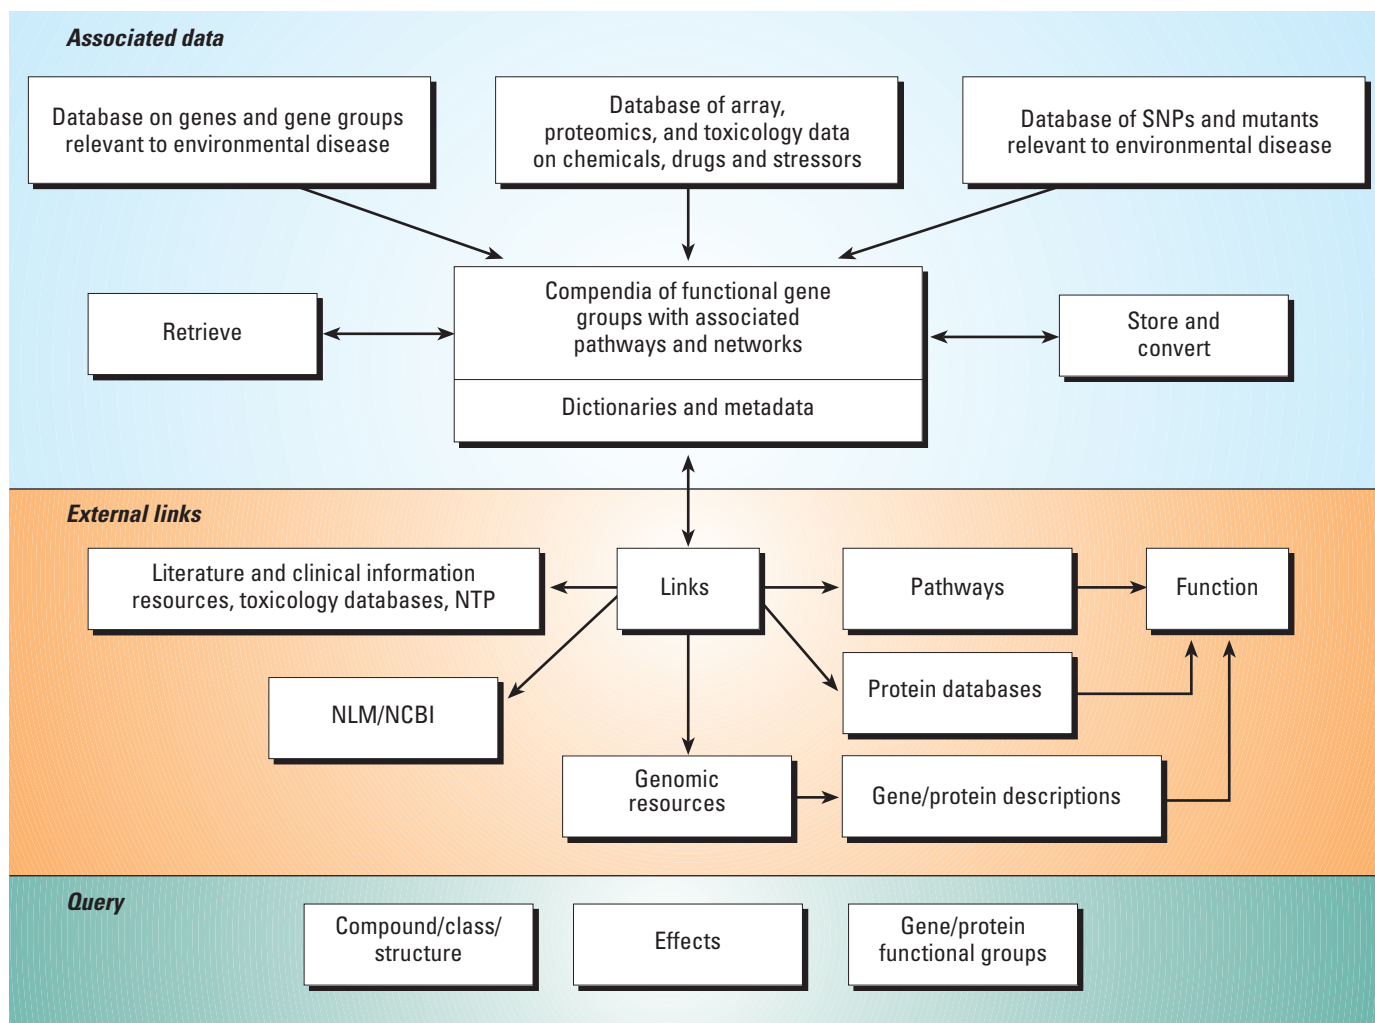 Associated data
Database on genes and gene groups
relevant to environmental disease
Database of array,
proteomics, and toxicology data
on chemicals, drugs and stressors
Database of SNPs and mutants
relevant to environmental disease
Retrieve
Compendia of functional gene
groups with associated
pathways and networks
Dictionaries and metadata
Store and
convert
External links
Literature and clinical information
resources, toxicology databases, NTP
Links
Pathways
Function
NLM/NCBI
Protein databases
Genomic
resources
Gene/protein descriptions
Query
Compound/class/
structure
Effects
Gene/protein
functional groups